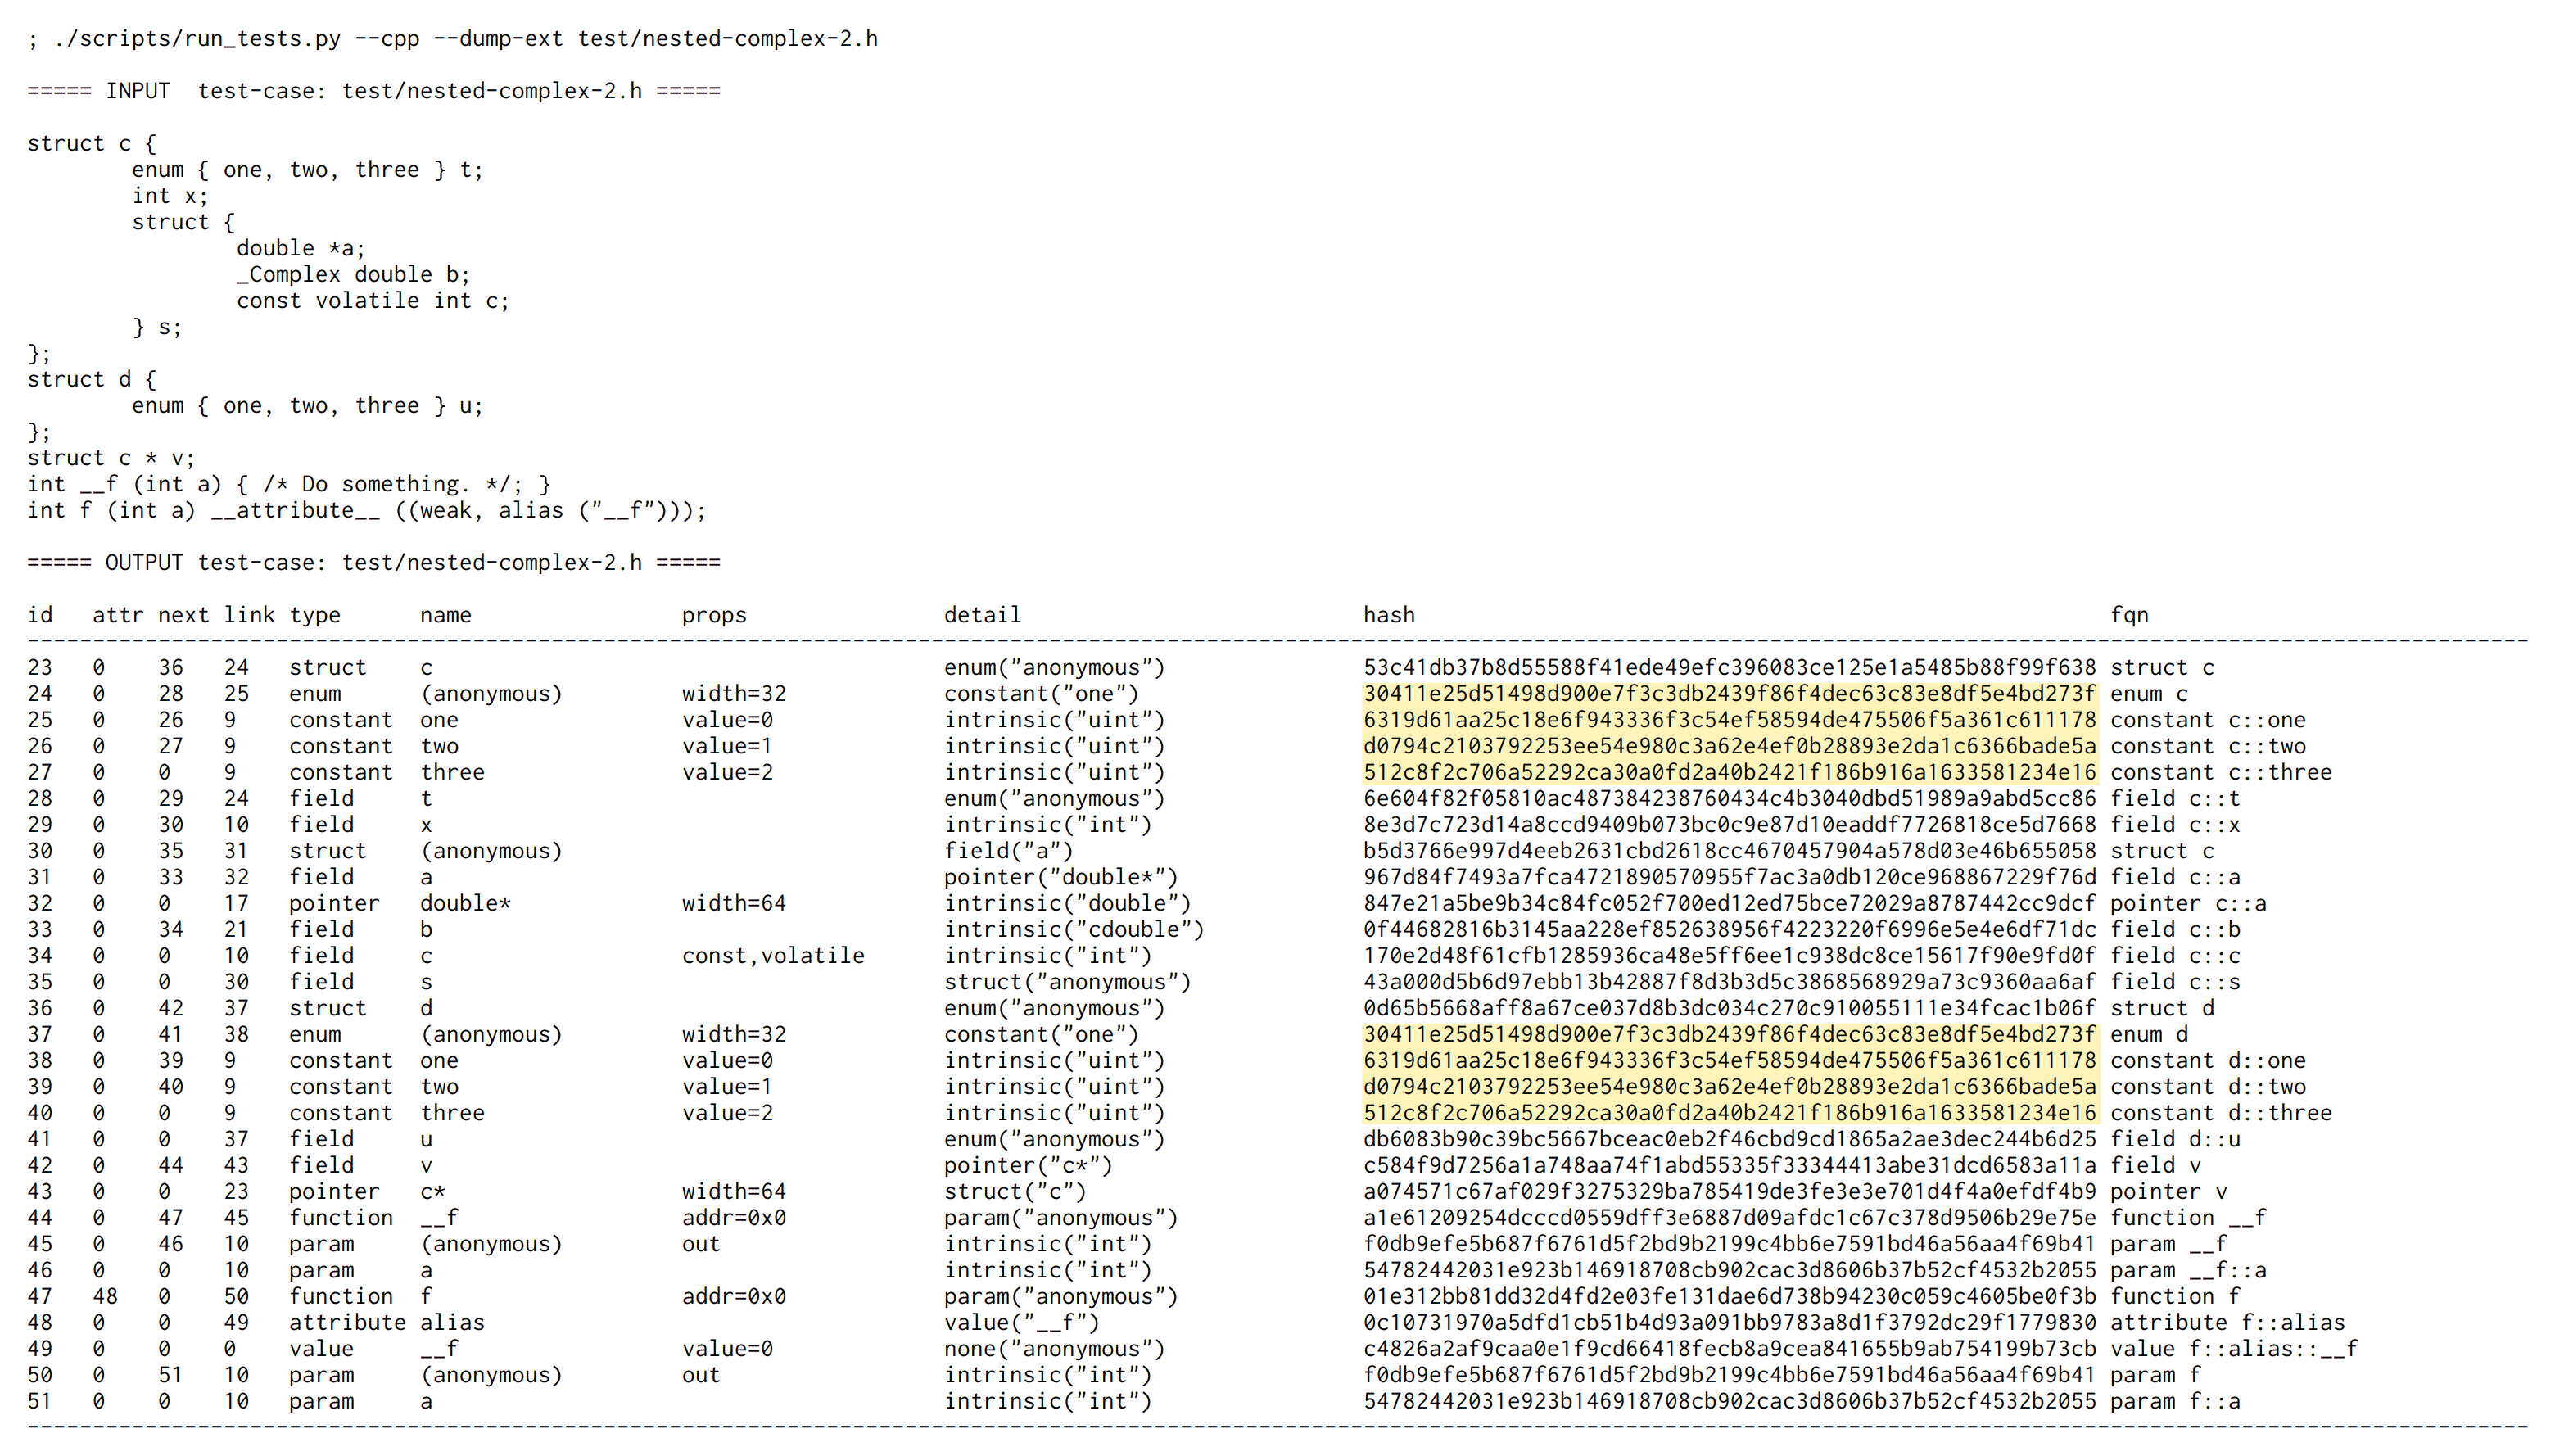 ; ./scripts/run_tests.py --cpp --dump-ext test/nested-complex-2.h
===== INPUT  test-case: test/nested-complex-2.h =====
struct c {
        enum { one, two, three } t;
        int x;
        struct {
                double *a;
                _Complex double b;
                const volatile int c;
        } s;
};
struct d {
        enum { one, two, three } u;
};
struct c * v;
int __f (int a) { /* Do something. */; }
int f (int a) __attribute__ ((weak, alias ("__f")));
===== OUTPUT test-case: test/nested-complex-2.h =====
id   attr next link type      name                props               detail                          hash                                                     fqn
-----------------------------------------------------------------------------------------------------------------------------------------------------------------------------------------------
23   0    36   24   struct    c                                       enum("anonymous")               53c41db37b8d55588f41ede49efc396083ce125e1a5485b88f99f638 struct c
24   0    28   25   enum      (anonymous)         width=32            constant("one")                 30411e25d51498d900e7f3c3db2439f86f4dec63c83e8df5e4bd273f enum c
25   0    26   9    constant  one                 value=0             intrinsic("uint")               6319d61aa25c18e6f943336f3c54ef58594de475506f5a361c611178 constant c::one
26   0    27   9    constant  two                 value=1             intrinsic("uint")               d0794c2103792253ee54e980c3a62e4ef0b28893e2da1c6366bade5a constant c::two
27   0    0    9    constant  three               value=2             intrinsic("uint")               512c8f2c706a52292ca30a0fd2a40b2421f186b916a1633581234e16 constant c::three
28   0    29   24   field     t                                       enum("anonymous")               6e604f82f05810ac487384238760434c4b3040dbd51989a9abd5cc86 field c::t
29   0    30   10   field     x                                       intrinsic("int")                8e3d7c723d14a8ccd9409b073bc0c9e87d10eaddf7726818ce5d7668 field c::x
30   0    35   31   struct    (anonymous)                             field("a")                      b5d3766e997d4eeb2631cbd2618cc4670457904a578d03e46b655058 struct c
31   0    33   32   field     a                                       pointer("double*")              967d84f7493a7fca4721890570955f7ac3a0db120ce968867229f76d field c::a
32   0    0    17   pointer   double*             width=64            intrinsic("double")             847e21a5be9b34c84fc052f700ed12ed75bce72029a8787442cc9dcf pointer c::a
33   0    34   21   field     b                                       intrinsic("cdouble")            0f44682816b3145aa228ef852638956f4223220f6996e5e4e6df71dc field c::b
34   0    0    10   field     c                   const,volatile      intrinsic("int")                170e2d48f61cfb1285936ca48e5ff6ee1c938dc8ce15617f90e9fd0f field c::c
35   0    0    30   field     s                                       struct("anonymous")             43a000d5b6d97ebb13b42887f8d3b3d5c3868568929a73c9360aa6af field c::s
36   0    42   37   struct    d                                       enum("anonymous")               0d65b5668aff8a67ce037d8b3dc034c270c910055111e34fcac1b06f struct d
37   0    41   38   enum      (anonymous)         width=32            constant("one")                 30411e25d51498d900e7f3c3db2439f86f4dec63c83e8df5e4bd273f enum d
38   0    39   9    constant  one                 value=0             intrinsic("uint")               6319d61aa25c18e6f943336f3c54ef58594de475506f5a361c611178 constant d::one
39   0    40   9    constant  two                 value=1             intrinsic("uint")               d0794c2103792253ee54e980c3a62e4ef0b28893e2da1c6366bade5a constant d::two
40   0    0    9    constant  three               value=2             intrinsic("uint")               512c8f2c706a52292ca30a0fd2a40b2421f186b916a1633581234e16 constant d::three
41   0    0    37   field     u                                       enum("anonymous")               db6083b90c39bc5667bceac0eb2f46cbd9cd1865a2ae3dec244b6d25 field d::u
42   0    44   43   field     v                                       pointer("c*")                   c584f9d7256a1a748aa74f1abd55335f33344413abe31dcd6583a11a field v
43   0    0    23   pointer   c*                  width=64            struct("c")                     a074571c67af029f3275329ba785419de3fe3e3e701d4f4a0efdf4b9 pointer v
44   0    47   45   function  __f                 addr=0x0            param("anonymous")              a1e61209254dcccd0559dff3e6887d09afdc1c67c378d9506b29e75e function __f
45   0    46   10   param     (anonymous)         out                 intrinsic("int")                f0db9efe5b687f6761d5f2bd9b2199c4bb6e7591bd46a56aa4f69b41 param __f
46   0    0    10   param     a                                       intrinsic("int")                54782442031e923b146918708cb902cac3d8606b37b52cf4532b2055 param __f::a
47   48   0    50   function  f                   addr=0x0            param("anonymous")              01e312bb81dd32d4fd2e03fe131dae6d738b94230c059c4605be0f3b function f
48   0    0    49   attribute alias                                   value("__f")                    0c10731970a5dfd1cb51b4d93a091bb9783a8d1f3792dc29f1779830 attribute f::alias
49   0    0    0    value     __f                 value=0             none("anonymous")               c4826a2af9caa0e1f9cd66418fecb8a9cea841655b9ab754199b73cb value f::alias::__f
50   0    51   10   param     (anonymous)         out                 intrinsic("int")                f0db9efe5b687f6761d5f2bd9b2199c4bb6e7591bd46a56aa4f69b41 param f
51   0    0    10   param     a                                       intrinsic("int")                54782442031e923b146918708cb902cac3d8606b37b52cf4532b2055 param f::a
-----------------------------------------------------------------------------------------------------------------------------------------------------------------------------------------------